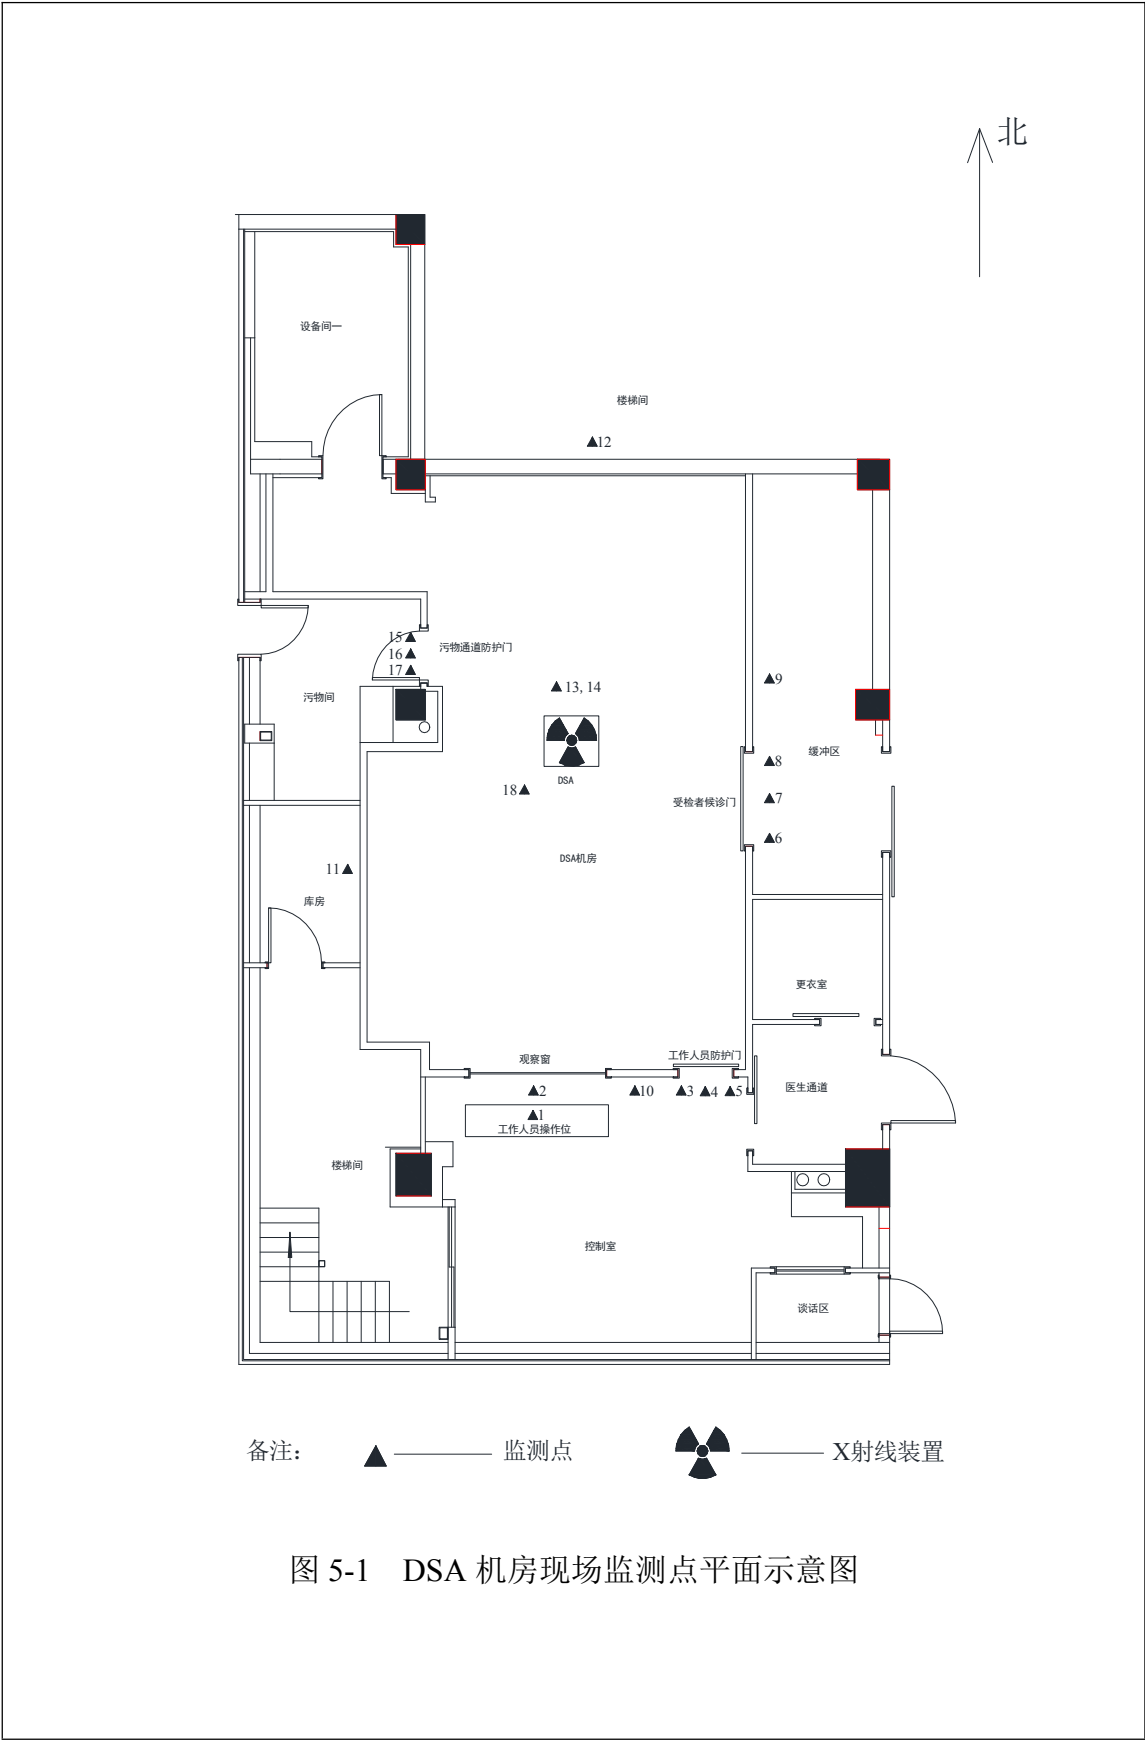 北
设备间一
楼梯间
▲12
15▲
16▲
17▲
污物通道防护门
污物间
▲13, 14
▲9
DSA
18▲
缓冲区
▲8
▲7
▲6
受检者候诊门
DSA机房
11▲
库房
更衣室
观察窗
工作人员防护门
▲2
▲10
▲3
▲4
▲5
医生通道
▲1
工作人员操作位
楼梯间
控制室
谈话区
备注：
▲——监测点
——X射线装置
图 5-1 DSA 机房现场监测点平面示意图